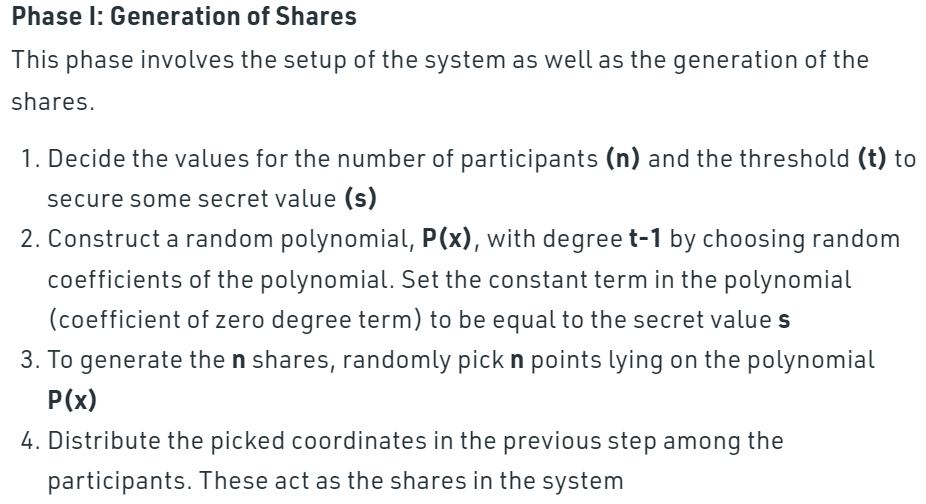 Phase I: Generation of Shares
This phase involves the setup of the system as well as the generation of the
shares.
1. Decide the values for the number of participants (n) and the threshold (t) to
secure some secret value (s)
2. Construct a random polynomial, P(x), with degree t-1 by choosing random
coefficients of the polynomial. Set the constant term in the polynomial
(coefficient of zero degree term) to be equal to the secret value s
3. To generate the n shares, randomly pick n points lying on the polynomial
P(x)
4. Distribute the picked coordinates in the previous step among the
participants. These act as the shares in the system